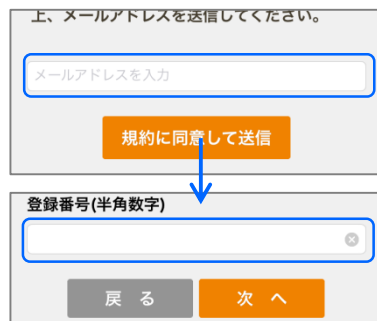 上、メールアドレスを送信してください。
メールアドレスを入力
規約に同意して送信
登録番号(半角数字)
戻 る
次 へ